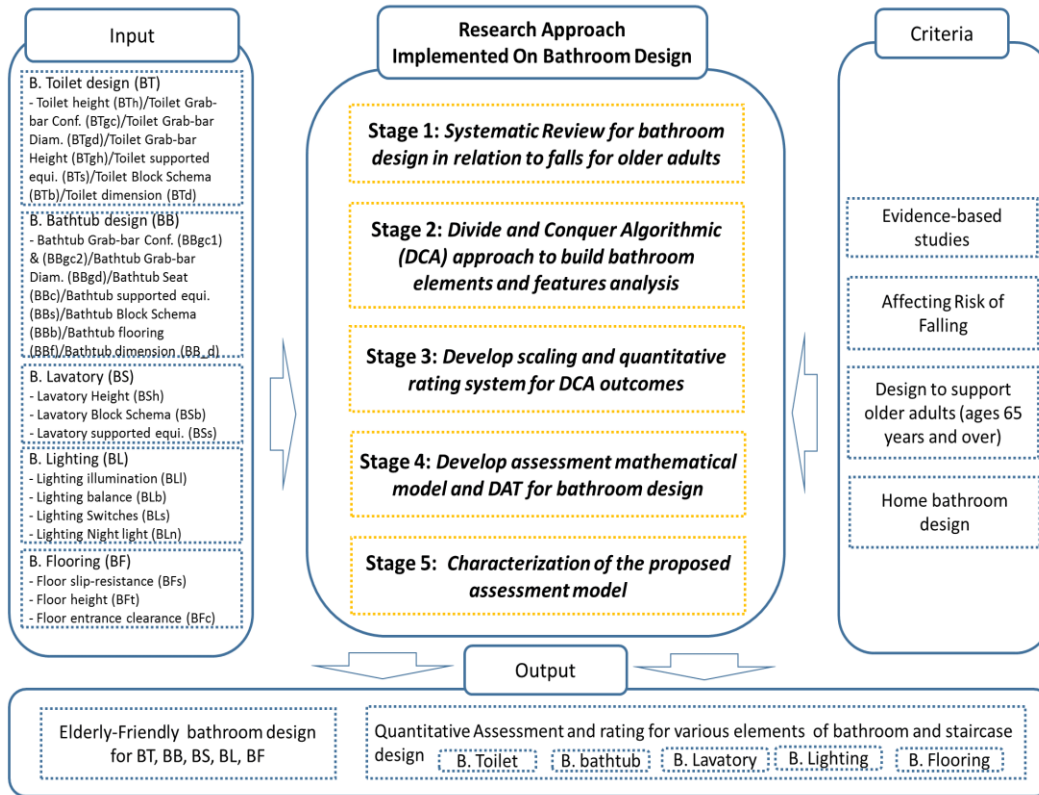 Input
B. Toilet design (BT)
- Toilet height (BTh)/Toilet Grab-
bar Conf. (BTgc)/Toilet Grab-bar
Diam. (BTgd)/Toilet Grab-bar
Height (BTgh)/Toilet supported
equi. (BTs)/Toilet Block Schema
(BTb)/Toilet dimension (BTd)
B. Bathtub design (BB)
- Bathtub Grab-bar Conf. (BBgc1)
& (BBgc2)/Bathtub Grab-bar
Diam. (BBgd)/Bathtub Seat
(BBc)/Bathtub supported equi.
(BBs)/Bathtub Block Schema
(BBb)/Bathtub flooring
(BBf)/Bathtub dimension (BB_d)
B. Lavatory (BS)
- Lavatory Height (BSh)
- Lavatory Block Schema (BSb)
- Lavatory supported equi. (BSs)
B. Lighting (BL)
- Lighting illumination (BLl)
- Lighting balance (BLb)
- Lighting Switches (BLs)
- Lighting Night light (BLn)
B. Flooring (BF)
- Floor slip-resistance (BFs)
- Floor height (BFt)
- Floor entrance clearance (BFc)
Research Approach
Implemented On Bathroom Design
Stage 1: Systematic Review for bathroom
design in relation to falls for older adults
Stage 2: Divide and Conquer Algorithmic
(DCA) approach to build bathroom
elements and features analysis
Stage 3: Develop scaling and quantitative
rating system for DCA outcomes
Stage 4: Develop assessment mathematical
model and DAT for bathroom design
Stage 5: Characterization of the proposed
assessment model
Criteria
Evidence-based
studies
Affecting Risk of
Falling
Design to support
older adults (ages 65
years and over)
Home bathroom
design
Output
Elderly-Friendly bathroom design
for BT, BB, BS, BL, BF
Quantitative Assessment and rating for various elements of bathroom and staircase
design B. Toilet B. bathtub B. Lavatory B. Lighting B. Flooring